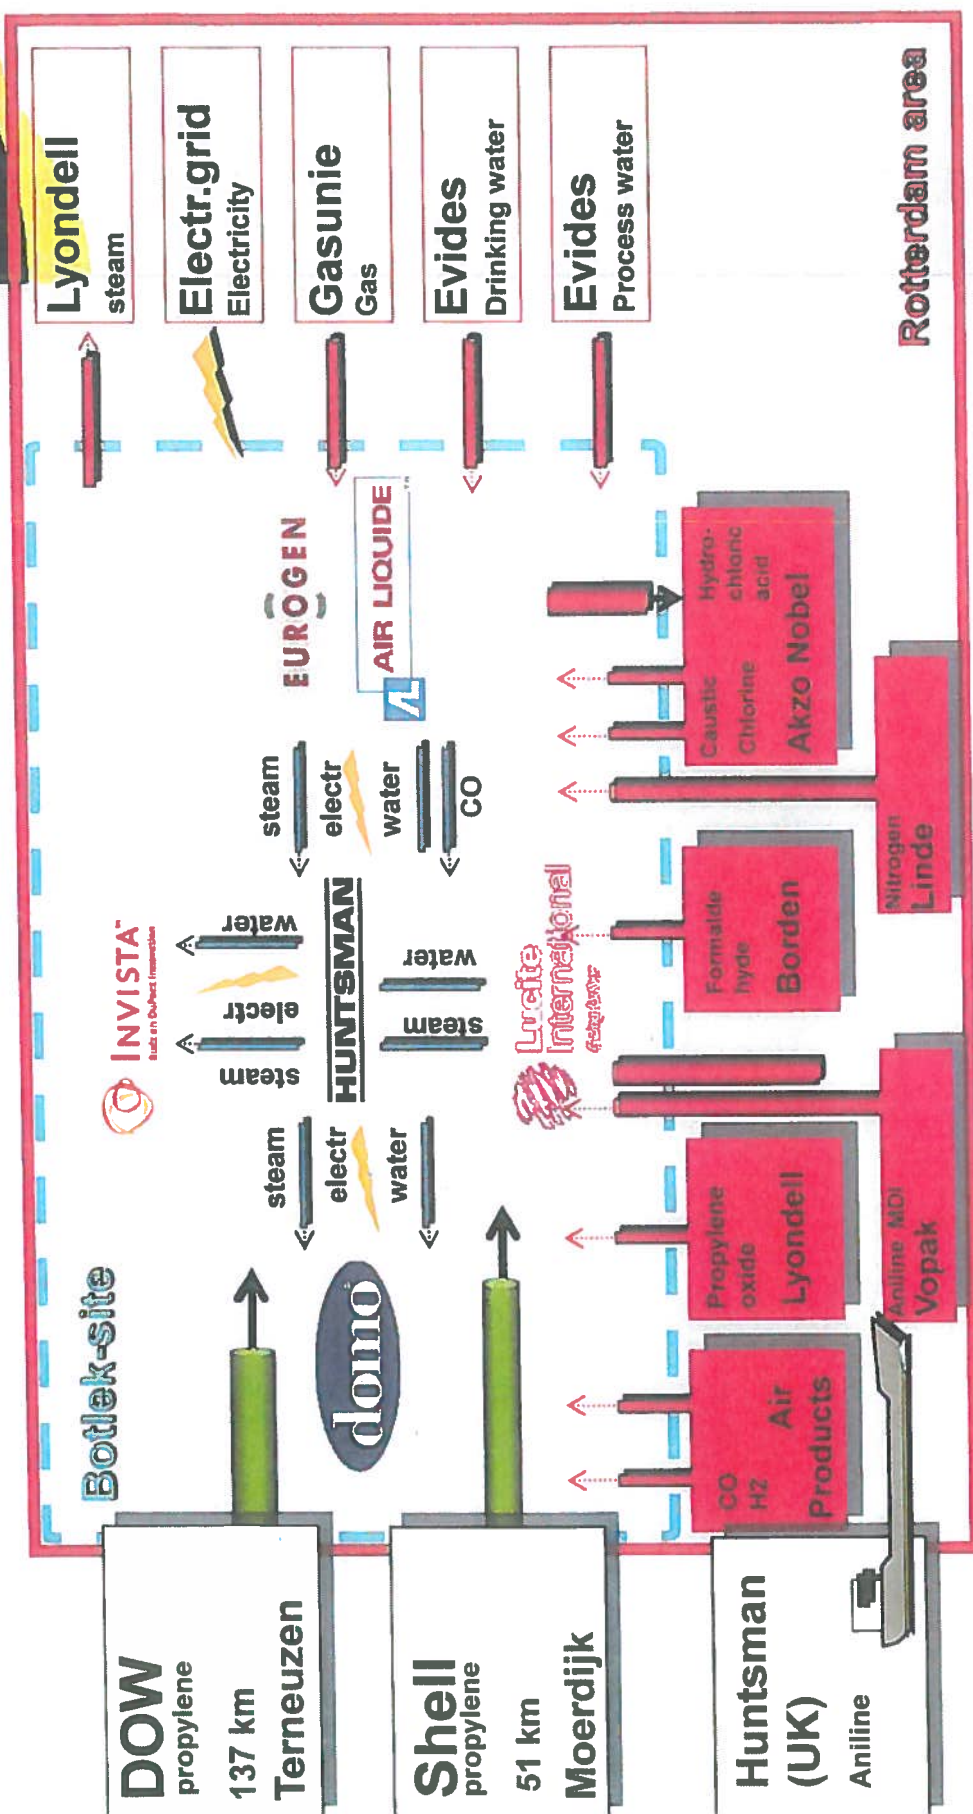 DOW
propylene
137 km
Terneuzen
Shell
propylene
51 km
Moerdijk
Huntsman
(UK)
Aniline
Botlek-site
domo
steam
electr
water
INVISTA™
steam
electr
water
HUNTSMAN
steam
water
Lucite
International
steam
electr
water
CO
EUROGEN
AIR LIQUIDE™
Lyondell
steam
Electr.grid
Electricity
Gasunie
Gas
Evides
Drinking water
Evides
Process water
CO
H2
Air
Products
Propylene
oxide
Lyondell
Aniline MDI
Vopak
Formalde
hyde
Borden
Nitrogen
Linde
Caustic
Chlorine
Hydro-
chloric
acid
Akzo Nobel
Rotterdam area